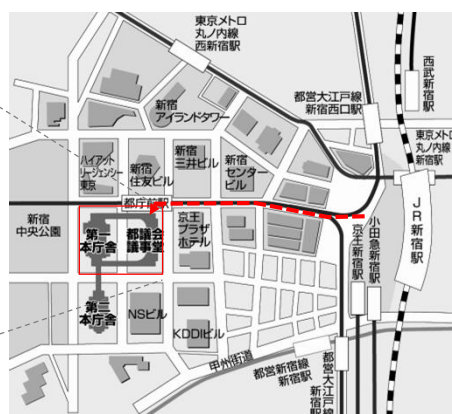 東京メトロ
丸ノ内線
西新宿駅
西武新宿駅
都営大江戸線
新宿西口駅
新宿
アイランドタワー
東京メトロ
丸ノ内線
新宿駅
ハイアット
リージェンシー
東京
新宿
住友ビル
新宿
三井ビル
新宿
センター
ビル
都庁前駅
JR新宿駅
新宿
中央公園
第一
本庁舎
都議会
議事堂
京王
プラザ
ホテル
小田急新宿駅
京王新宿駅
第二
本庁舎
NSビル
KDDIビル
甲州街道
都営新宿線
新宿駅
都営大江戸線
新宿駅